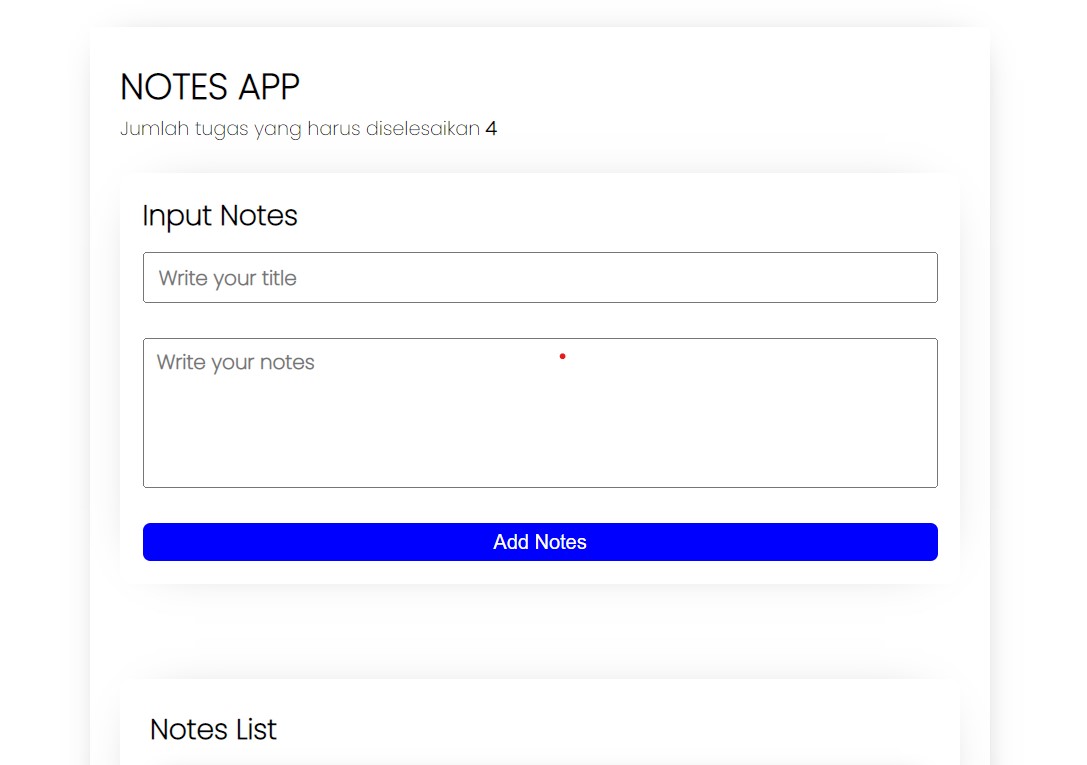 NOTES APP
Jumlah tugas yang harus diselesaikan 4
Input Notes
Write your title
Write your notes
Add Notes
Notes List